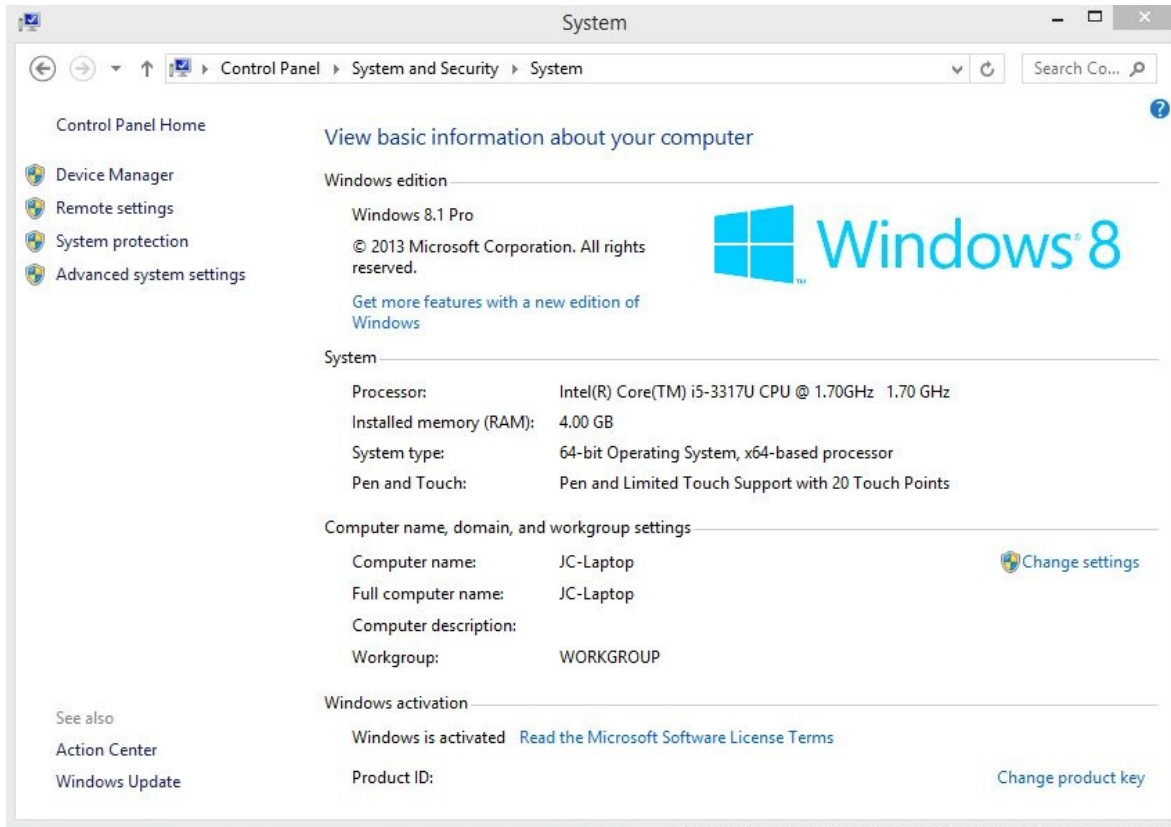 System
Control Panel System and Security System
Search Co...
Control Panel Home
Device Manager
Remote settings
System protection
Advanced system settings
See also
Action Center
Windows Update
View basic information about your computer
Windows edition
Windows 8.1 Pro
© 2013 Microsoft Corporation. All rights
reserved.
Get more features with a new edition of
Windows
Windows® 8
TM
System
Processor: Intel(R) Core(TM) i5-3317U CPU @ 1.70GHz 1.70 GHz
Installed memory (RAM): 4.00 GB
System type: 64-bit Operating System, x64-based processor
Pen and Touch: Pen and Limited Touch Support with 20 Touch Points
Computer name, domain, and workgroup settings
Computer name: JC-Laptop Change settings
Full computer name: JC-Laptop
Computer description:
Workgroup: WORKGROUP
Windows activation
Windows is activated Read the Microsoft Software License Terms
Product ID: Change product key